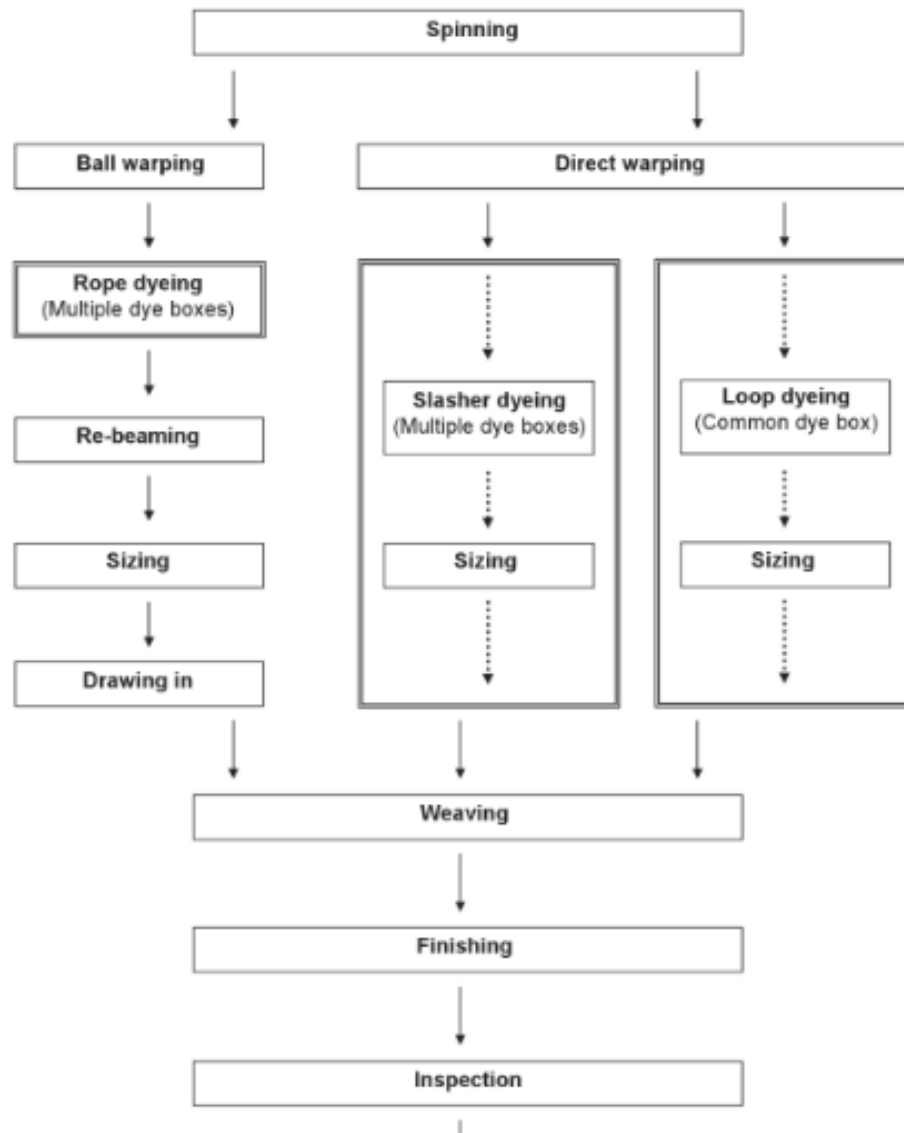 Spinning
Ball warping
Direct warping
Rope dyeing
(Multiple dye boxes)
Slasher dyeing
(Multiple dye boxes)
Loop dyeing
(Common dye box)
Re-beaming
Sizing
Sizing
Sizing
Drawing in
Weaving
Finishing
Inspection